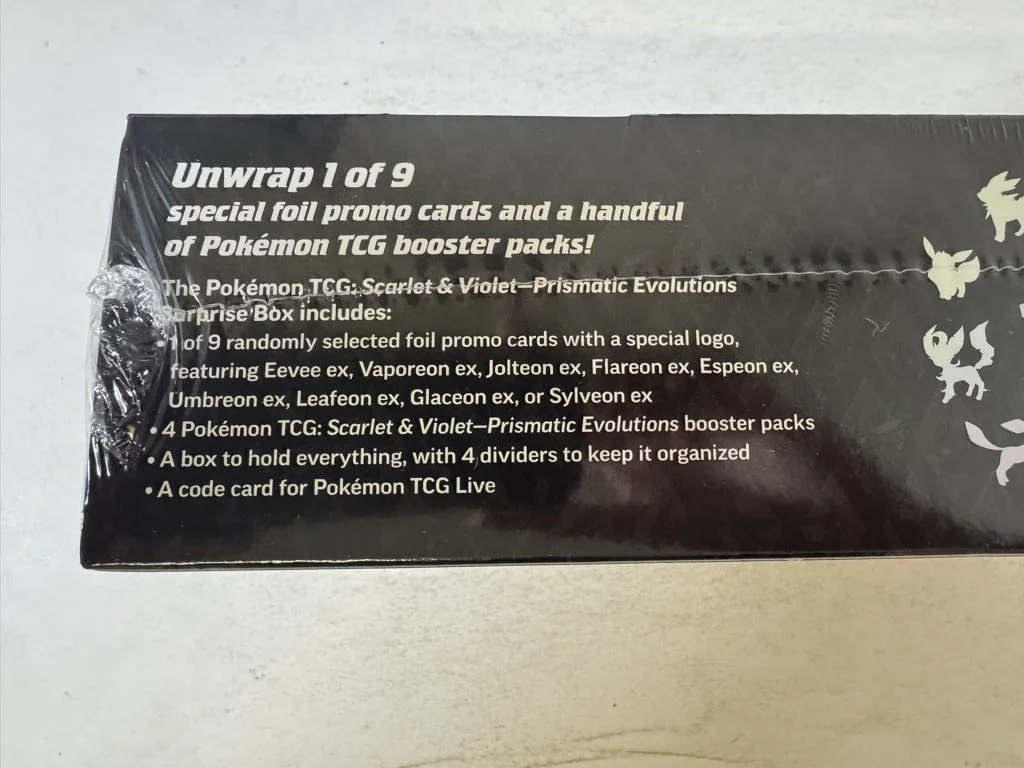 Unwrap 1 of 9
special foil promo cards and a handful
of Pokémon TCG booster packs!
The Pokémon TCG: Scarlet & Violet—Prismatic Evolutions
Surprise Box includes:
• 1 of 9 randomly selected foil promo cards with a special logo,
featuring Eevee ex, Vaporeon ex, Jolteon ex, Flareon ex, Espeon ex,
Umbreon ex, Leafeon ex, Glaceon ex, or Sylveon ex
• 4 Pokémon TCG: Scarlet & Violet—Prismatic Evolutions booster packs
• A box to hold everything, with 4 dividers to keep it organized
• A code card for Pokémon TCG Live